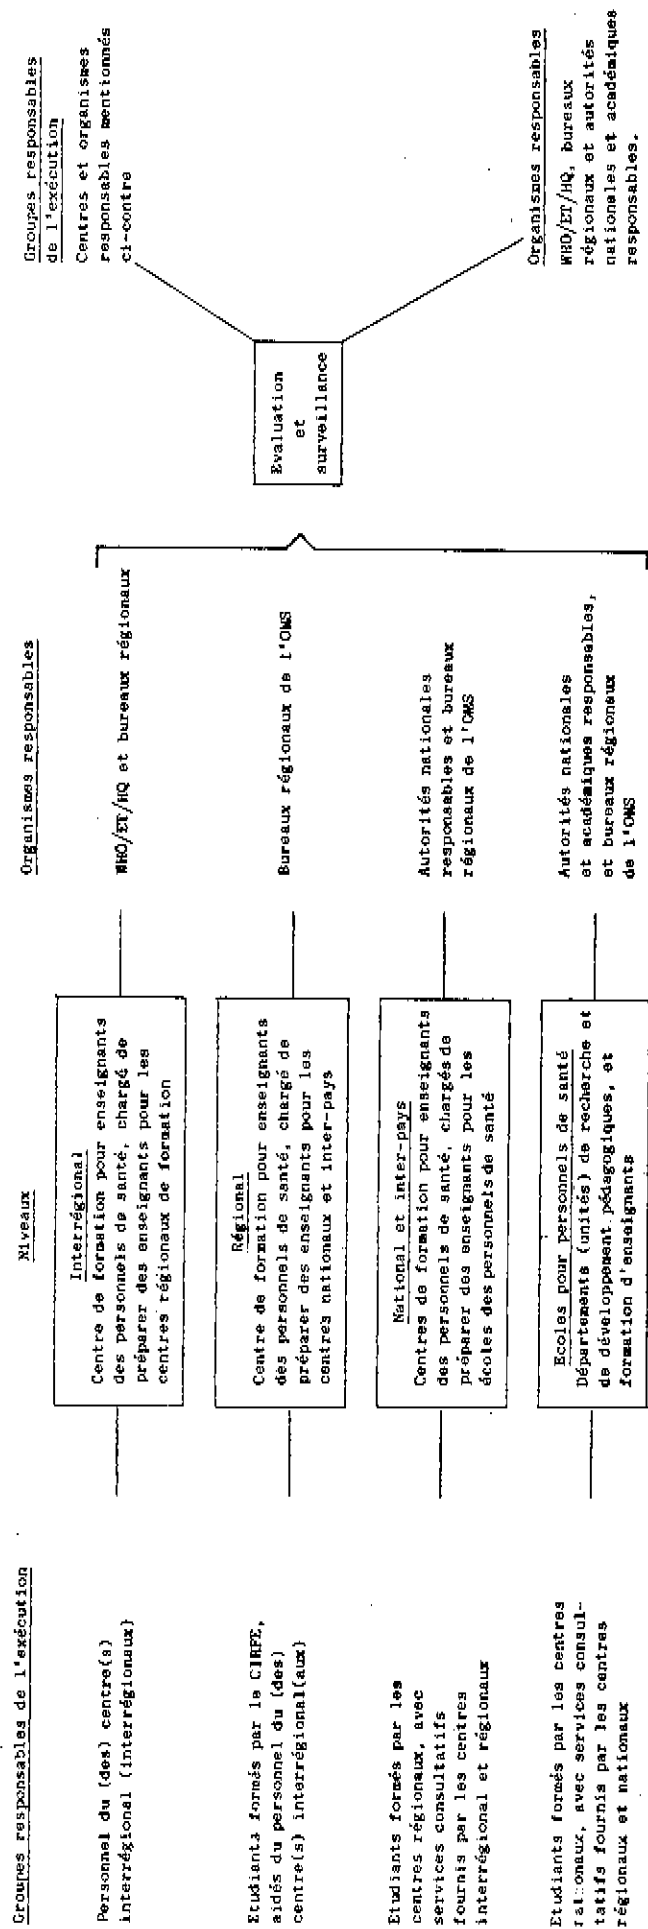 Groupes responsables de l'exécution
Personnel du (des) centre(s)
interrégional (interrégionaux)
Etudiants formés par le CIRFE,
aidés du personnel du (des)
centre(s) interrégional(aux)
Etudiants formés par les
centres régionaux, avec
services consultatifs
fournis par les centres
interrégional et régionaux
Etudiants formés par les centres
nationaux, avec services consul-
tatifs fournis par les centres
régionaux et nationaux
Niveaux
Interrégional
Centre de formation pour enseignants
des personnels de santé, chargé de
préparer des enseignants pour les
centres régionaux de formation
Régional
Centre de formation pour enseignants
des personnels de santé, chargé de
préparer des enseignants pour les
centres nationaux et inter-pays
National et inter-pays
Centres de formation pour enseignants
des personnels de santé, chargés de
préparer des enseignants pour les
écoles des personnels de santé
Ecoles pour personnels de santé
Départements (unités) de recherche et
de développement pédagogiques, et
formation d'enseignants
Organismes responsables
WHO/ET/HQ et bureaux régionaux
Bureaux régionaux de l'OMS
Autorités nationales
responsables et bureaux
régionaux de l'OMS
Autorités nationales
et académiques responsables,
et bureaux régionaux
de l'OMS
Evaluation
et
surveillance
Groupes responsables
de l'exécution
Centres et organismes
responsables mentionnés
ci-contre
Organismes responsables
WHO/ET/HQ, bureaux
régionaux et autorités
nationales et académiques
responsables.